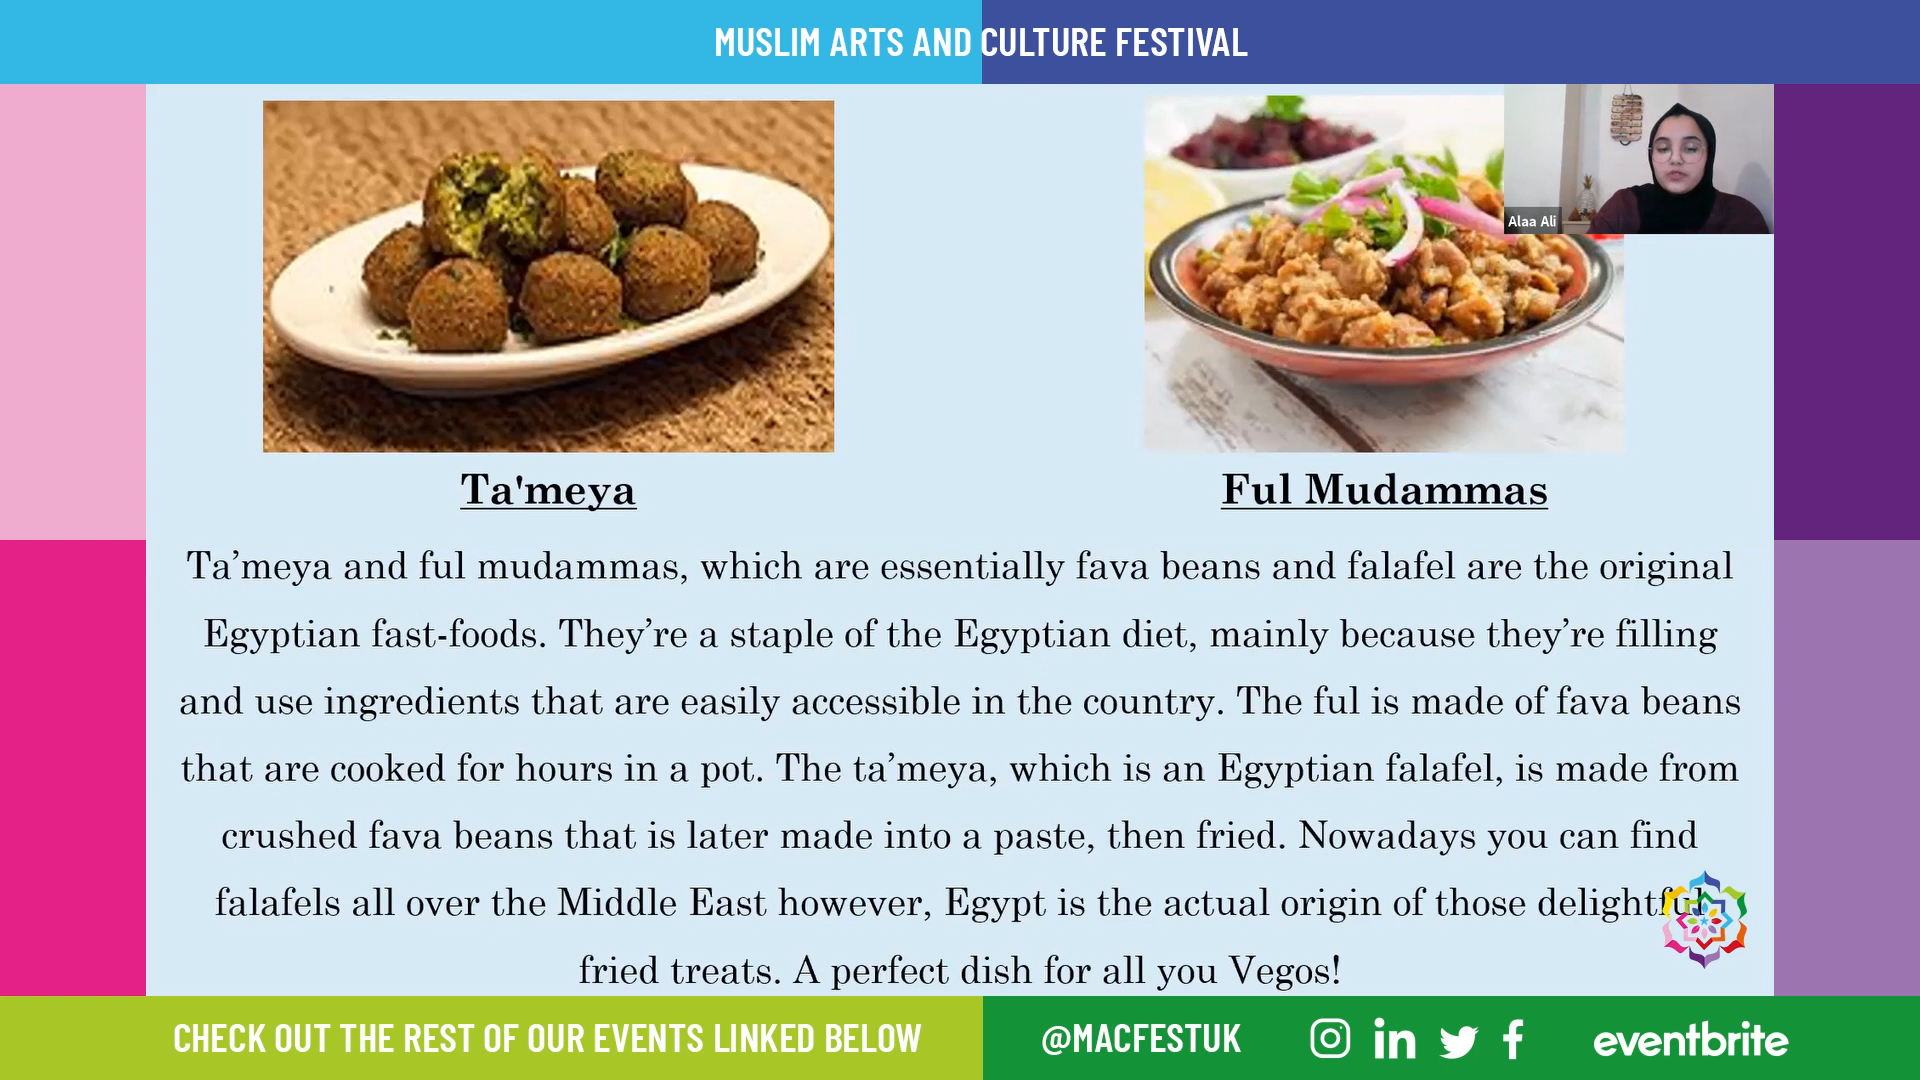 MUSLIM ARTS AND CULTURE FESTIVAL
Alaa Ali
Ta'meya
Ful Mudammas
Ta’meya and ful mudammas, which are essentially fava beans and falafel are the original
Egyptian fast-foods. They’re a staple of the Egyptian diet, mainly because they’re filling
and use ingredients that are easily accessible in the country. The ful is made of fava beans
that are cooked for hours in a pot. The ta’meya, which is an Egyptian falafel, is made from
crushed fava beans that is later made into a paste, then fried. Nowadays you can find
falafels all over the Middle East however, Egypt is the actual origin of those delightful
fried treats. A perfect dish for all you Vegos!
CHECK OUT THE REST OF OUR EVENTS LINKED BELOW
@MACFESTUK
eventbrite